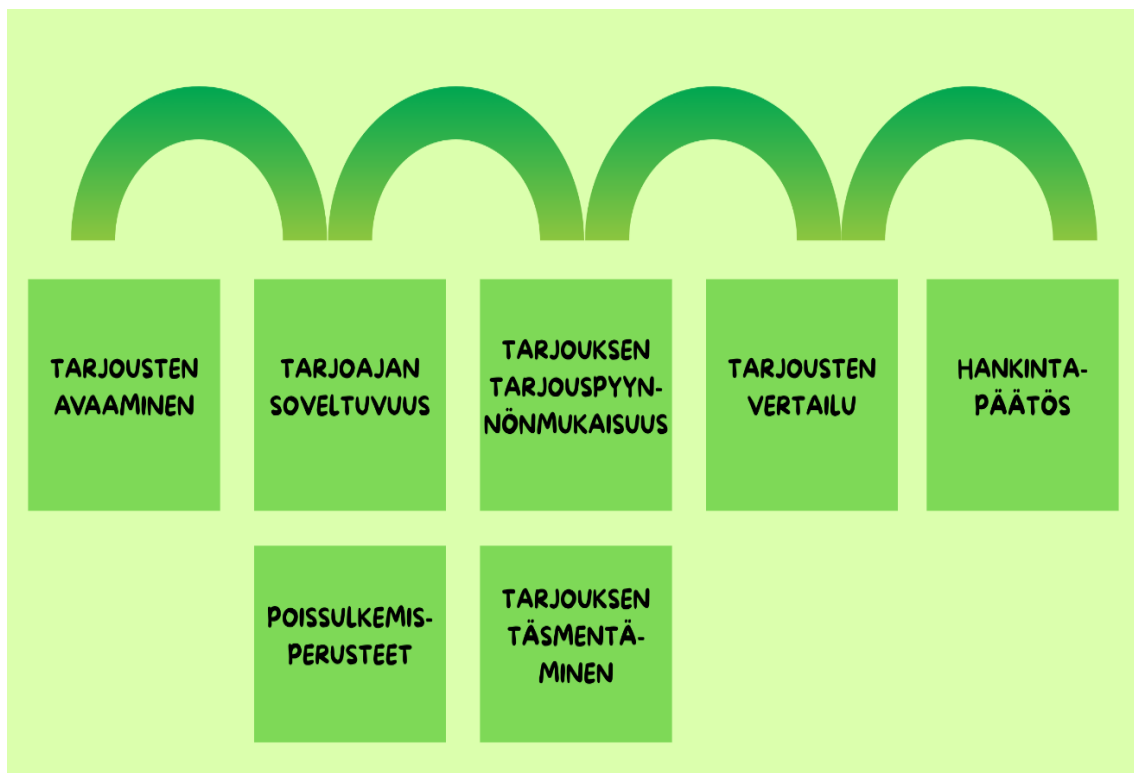 TARJOUSTEN
AVAAMINEN
TARJOAJAN
SOVELTUVUUS
TARJOUKSEN
TARJOUSPYYN-
NÖNMUKAISUUS
TARJOUSTEN
VERTAILU
HANKINTA-
PÄÄTÖS
POISSULKEMIS-
PERUSTEET
TARJOUKSEN
TÄSMENTÄ-
MINEN